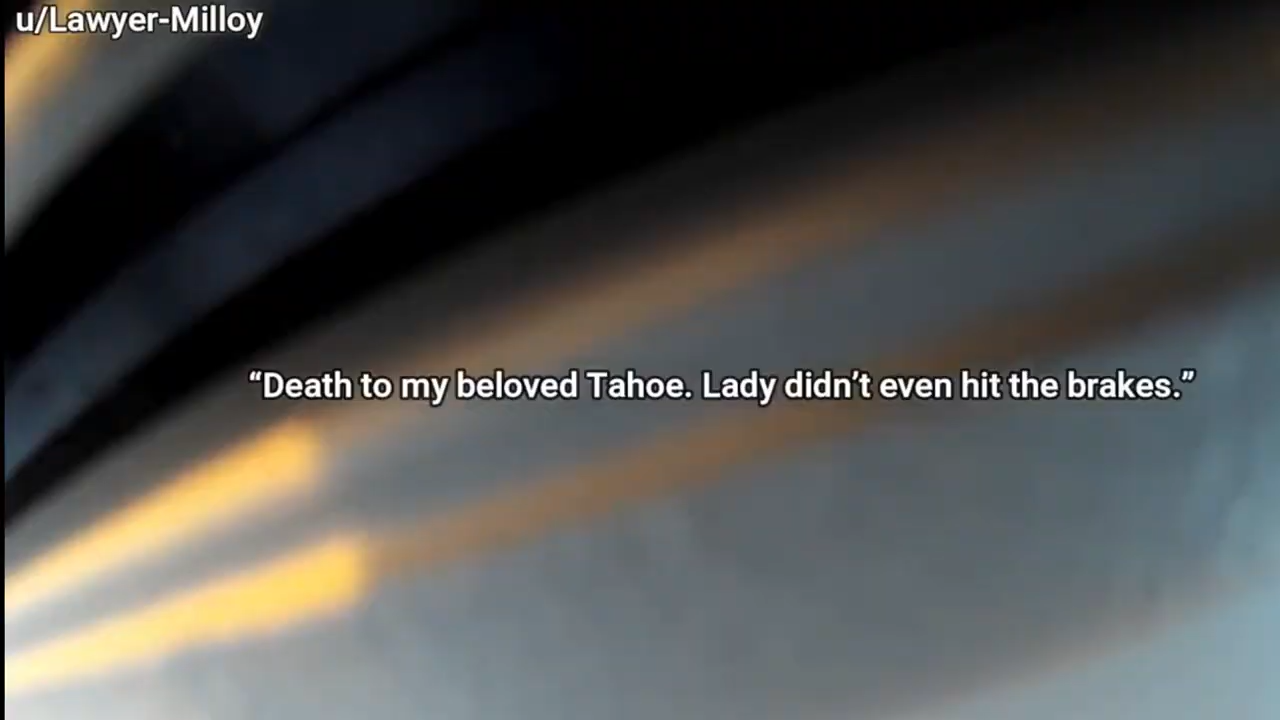 u/Lawyer-Milloy
“Death to my beloved Tahoe. Lady didn’t even hit the brakes.”